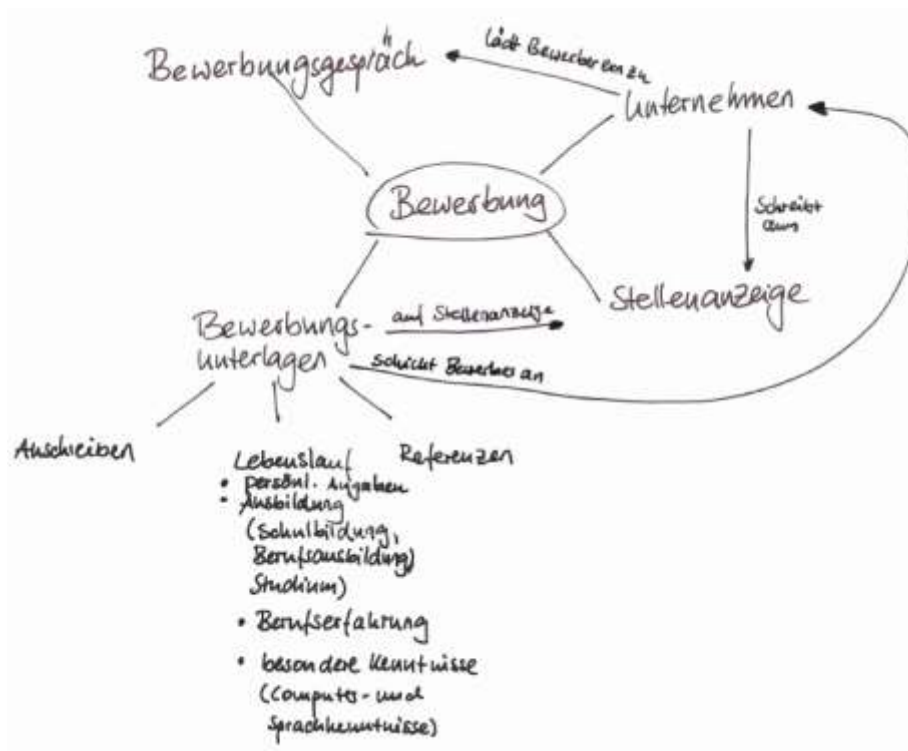 Bewerbungsgespräch
lädt Bewerber ein zu
Unternehmen
Bewerbung
schreibt
aus
Stellenanzeige
Bewerbungs-
unterlagen
auf Stellenanzeige
schickt Bewerber an
Anschreiben
Lebenslauf
• persönl. Angaben
• Ausbildung
(Schulbildung,
Berufsausbildung,
Studium)
• Berufserfahrung
• besondere Kenntnisse
(Computer- und
Sprachkenntnisse)
Referenzen